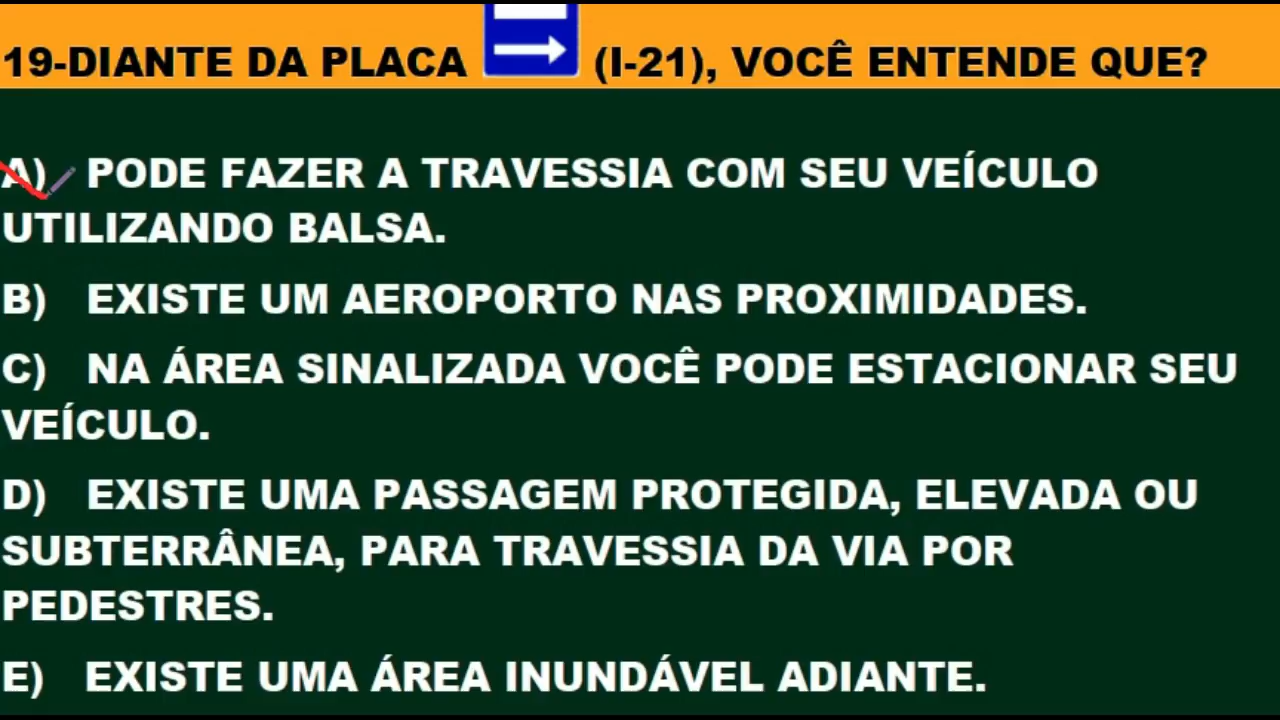 19-DIANTE DA PLACA (I-21), VOCÊ ENTENDE QUE?
A) PODE FAZER A TRAVESSIA COM SEU VEÍCULO
UTILIZANDO BALSA.
B) EXISTE UM AEROPORTO NAS PROXIMIDADES.
C) NA ÁREA SINALIZADA VOCÊ PODE ESTACIONAR SEU
VEÍCULO.
D) EXISTE UMA PASSAGEM PROTEGIDA, ELEVADA OU
SUBTERRÂNEA, PARA TRAVESSIA DA VIA POR
PEDESTRES.
E) EXISTE UMA ÁREA INUNDÁVEL ADIANTE.